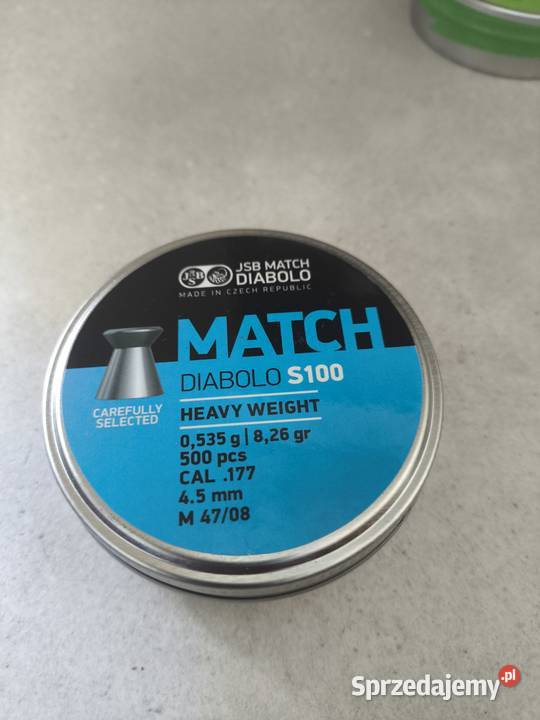 JSB JSB MATCH
DIABOLO
MADE IN CZECH REPUBLIC
MATCH
DIABOLO S100
HEAVY WEIGHT
CAREFULLY
SELECTED
0,535 g | 8,26 gr
500 pcs
CAL .177
4.5 mm
M 47/08
Sprzedajemy.pl